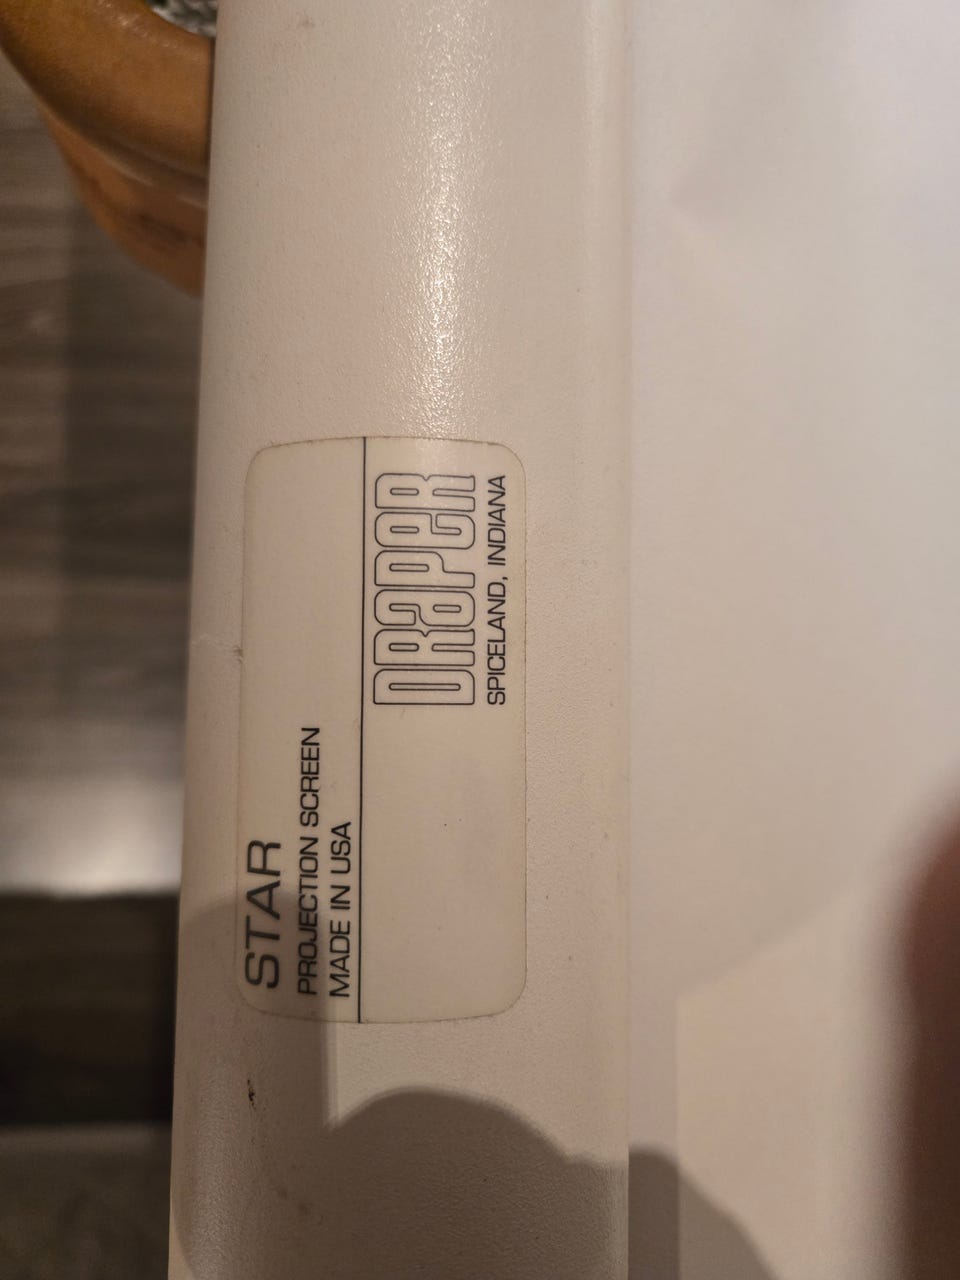 STAR
PROJECTION SCREEN
MADE IN USA
DRAPER
SPICELAND, INDIANA